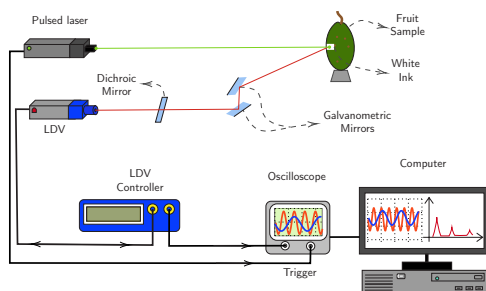 Pulsed laser
Fruit
Sample
White
Ink
Dichroic
Mirror
LDV
Galvanometric
Mirrors
LDV
Controller
Oscilloscope
Computer
Trigger